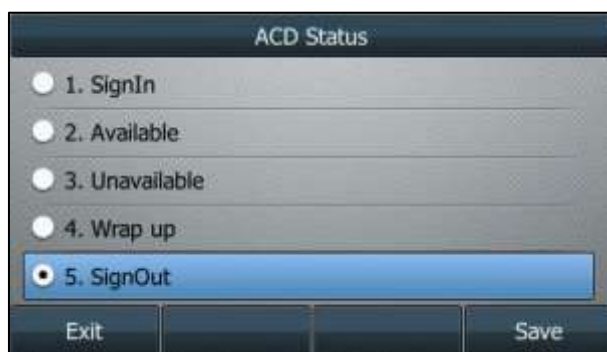 ACD Status
1. SignIn
2. Available
3. Unavailable
4. Wrap up
5. SignOut
Exit Save